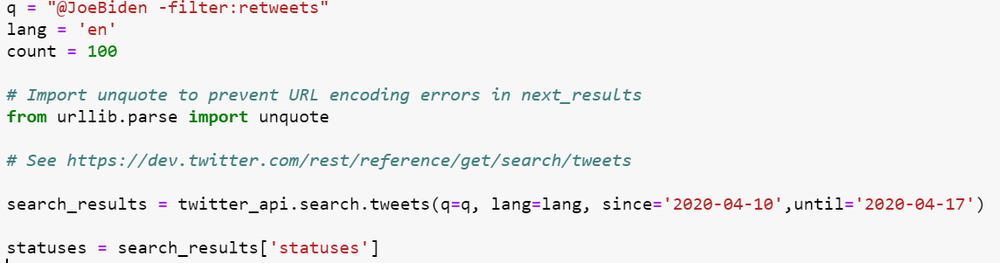 q = "@JoeBiden -filter:retweets"
lang = 'en'
count = 100
# Import unquote to prevent URL encoding errors in next_results
from urllib.parse import unquote
# See https://dev.twitter.com/rest/reference/get/search/tweets
search_results = twitter_api.search.tweets(q=q, lang=lang, since='2020-04-10',until='2020-04-17')
statuses = search_results['statuses']